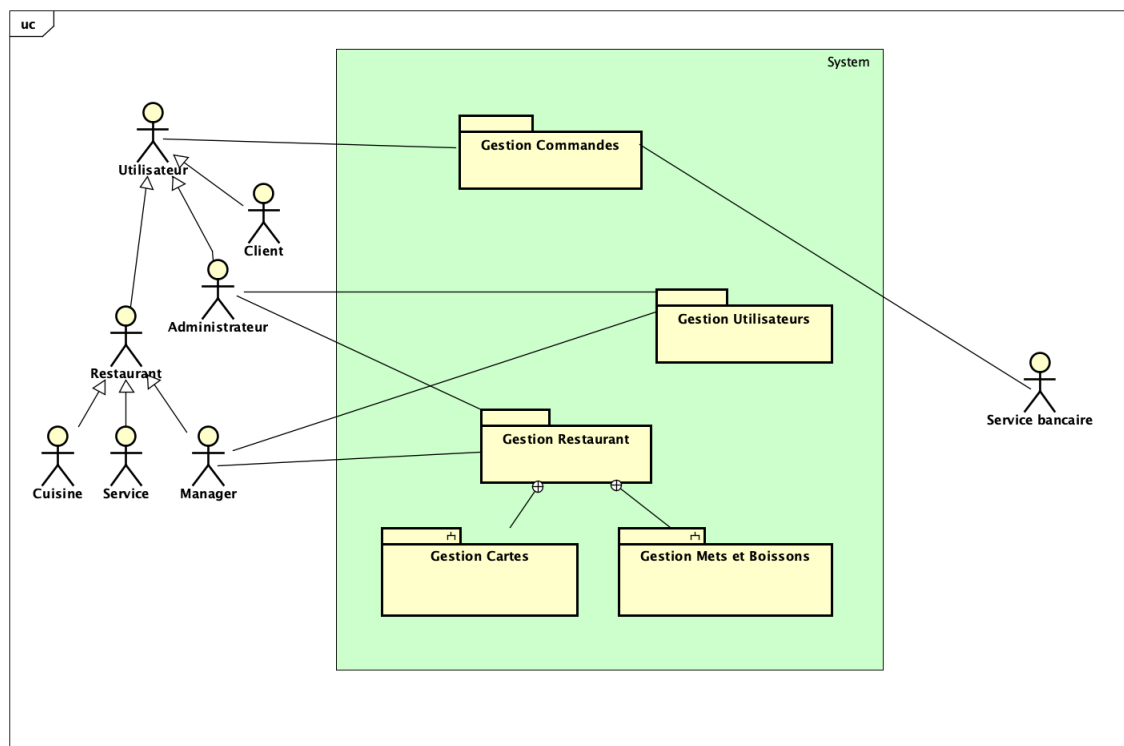 uc
System
Gestion Commandes
Utilisateur
Client
Administrateur
Gestion Utilisateurs
Restaurant
Service bancaire
Gestion Restaurant
Cuisine
Service
Manager
Gestion Cartes
Gestion Mets et Boissons